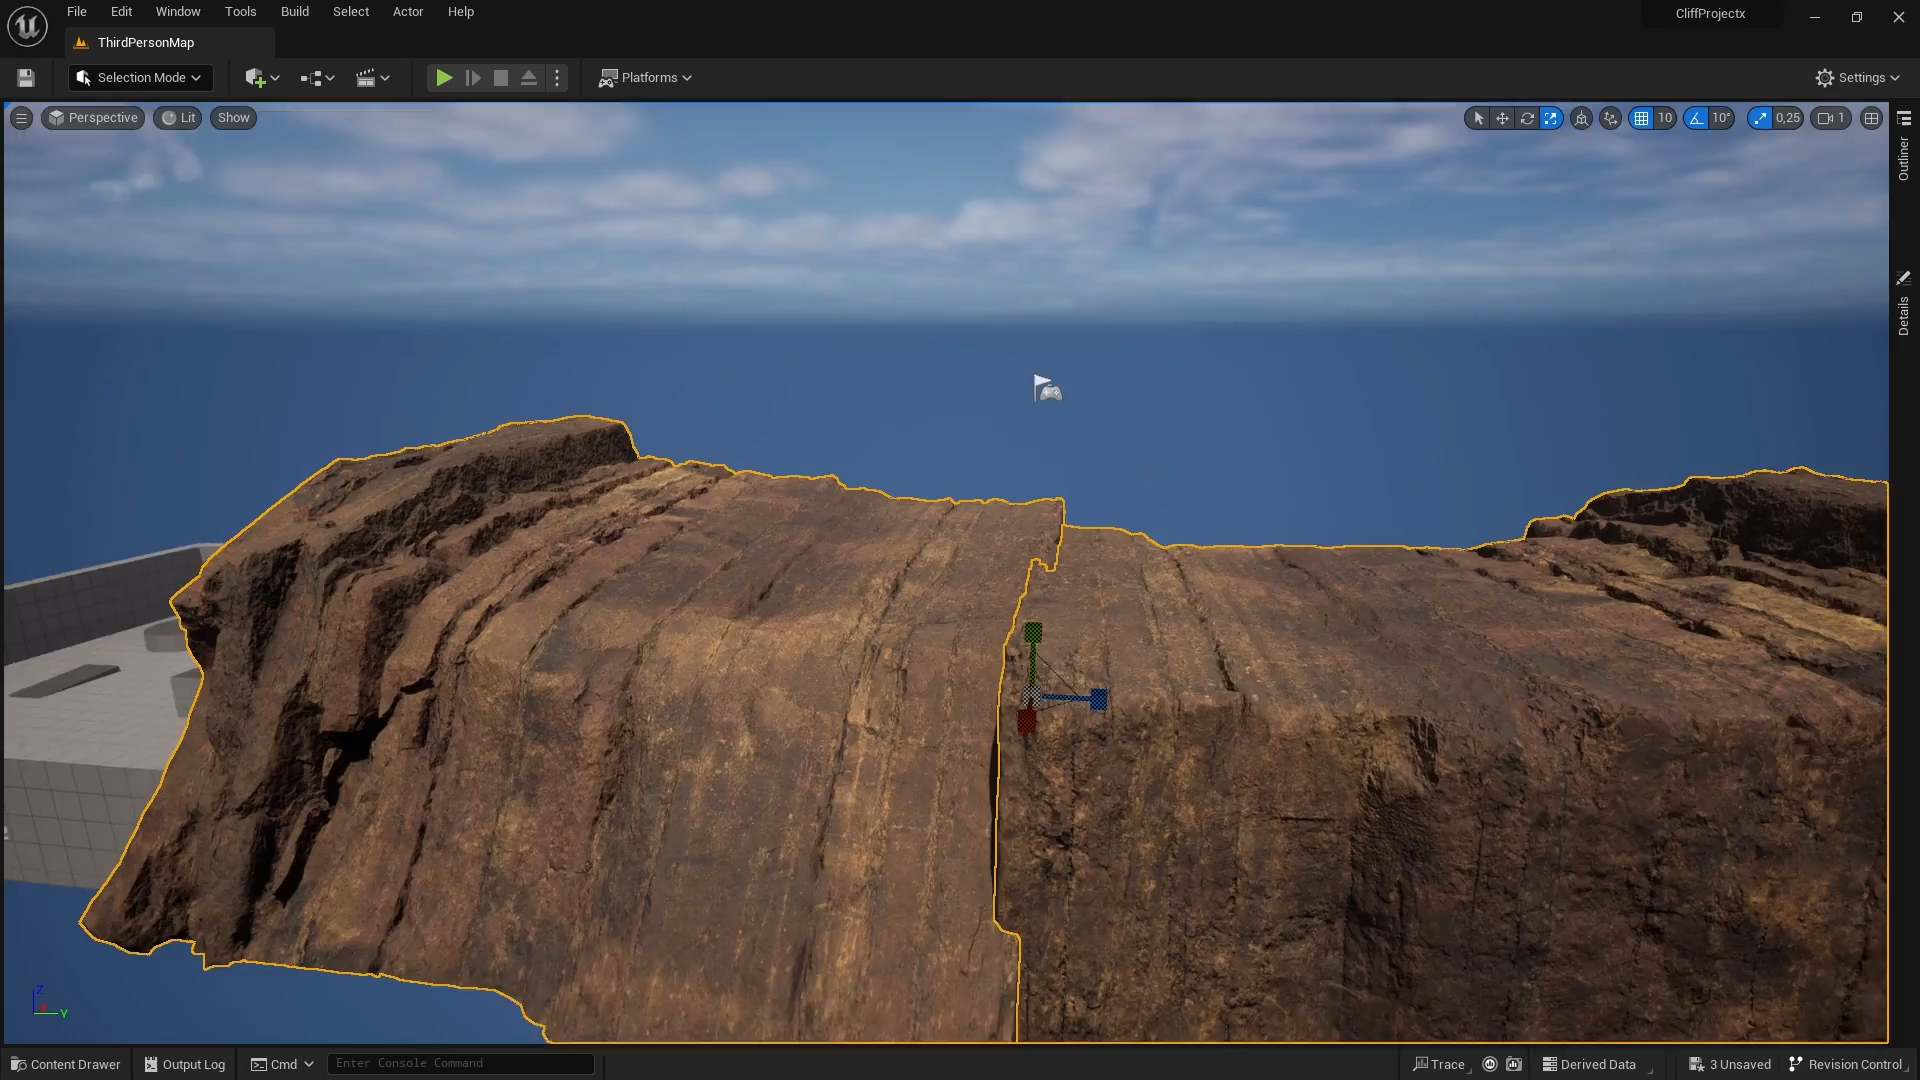 File Edit Window Tools Build Select Actor Help
CliffProjectx
ThirdPersonMap
Selection Mode
Platforms
Settings
Perspective Lit Show
10 10° 0,25 1
Outliner
Details
Z
Y
Content Drawer Output Log Cmd Enter Console Command
Trace Derived Data 3 Unsaved Revision Control